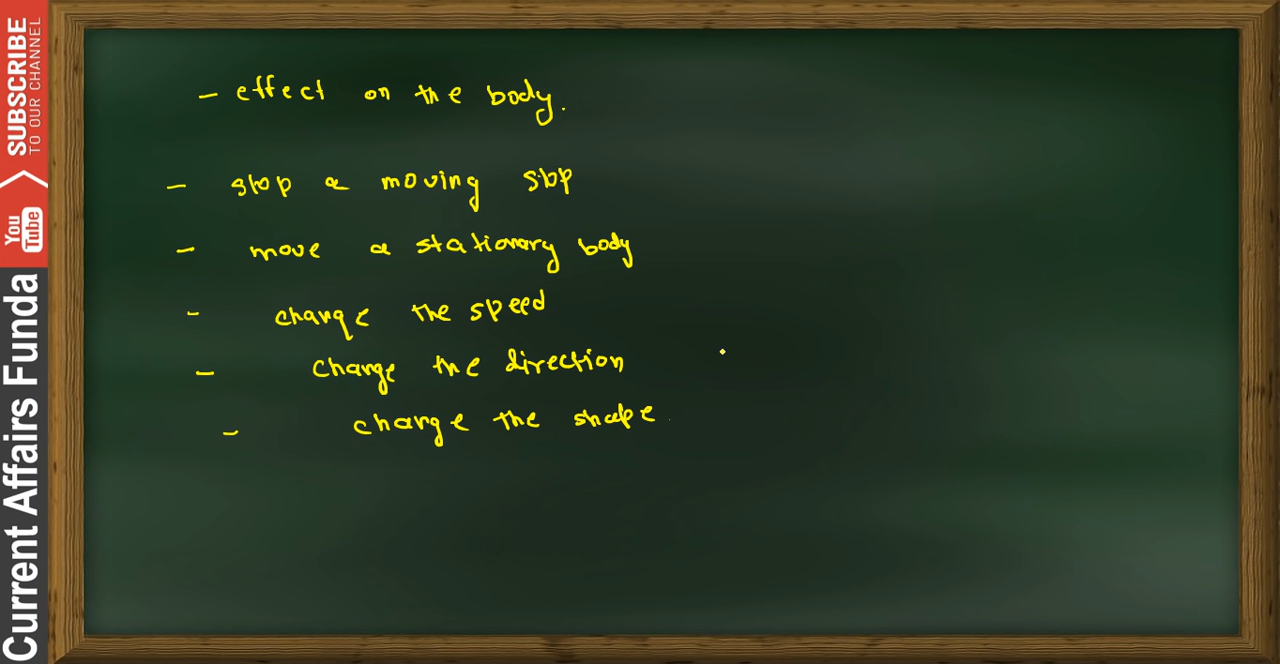 SUBSCRIBE
TO OUR CHANNEL
You Tube
Current Affairs Funda
- effect on the body.
- stop a moving stop
- move a stationary body
- change the speed
- change the direction
- change the shape.